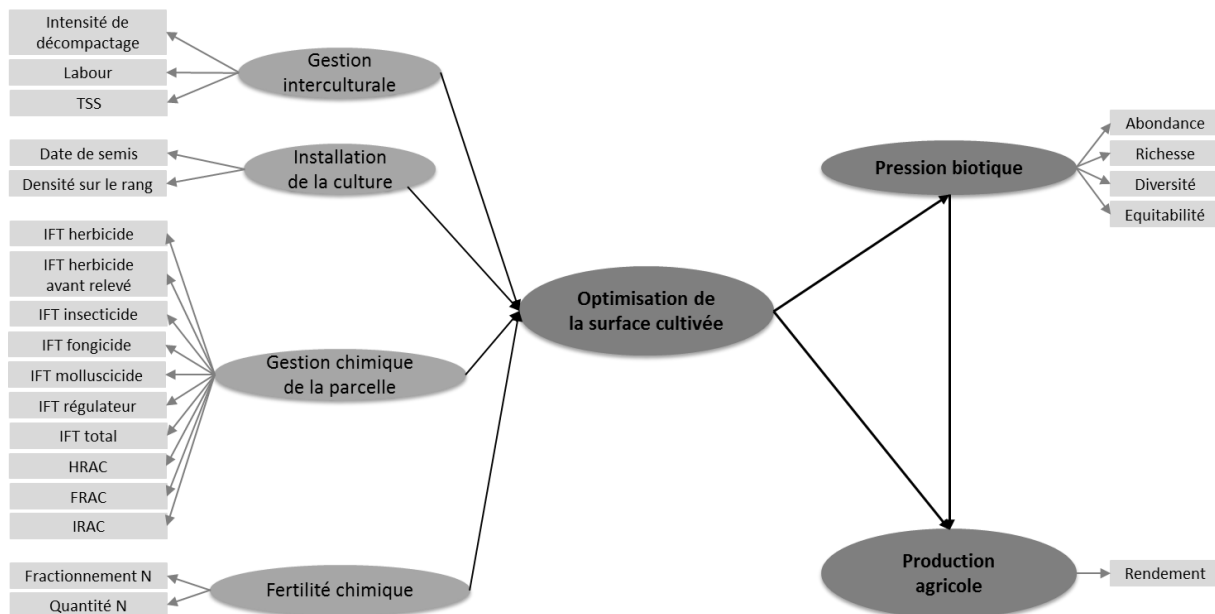 Intensité de
décompactage
Labour
TSS
Gestion
interculturale
Date de semis
Densité sur le rang
Installation
de la culture
IFT herbicide
IFT herbicide
avant relevé
IFT insecticide
IFT fongicide
IFT molluscicide
IFT régulateur
IFT total
HRAC
FRAC
IRAC
Gestion chimique
de la parcelle
Fractionnement N
Quantité N
Fertilité chimique
Optimisation de
la surface cultivée
Pression biotique
Abondance
Richesse
Diversité
Equitabilité
Production
agricole
Rendement